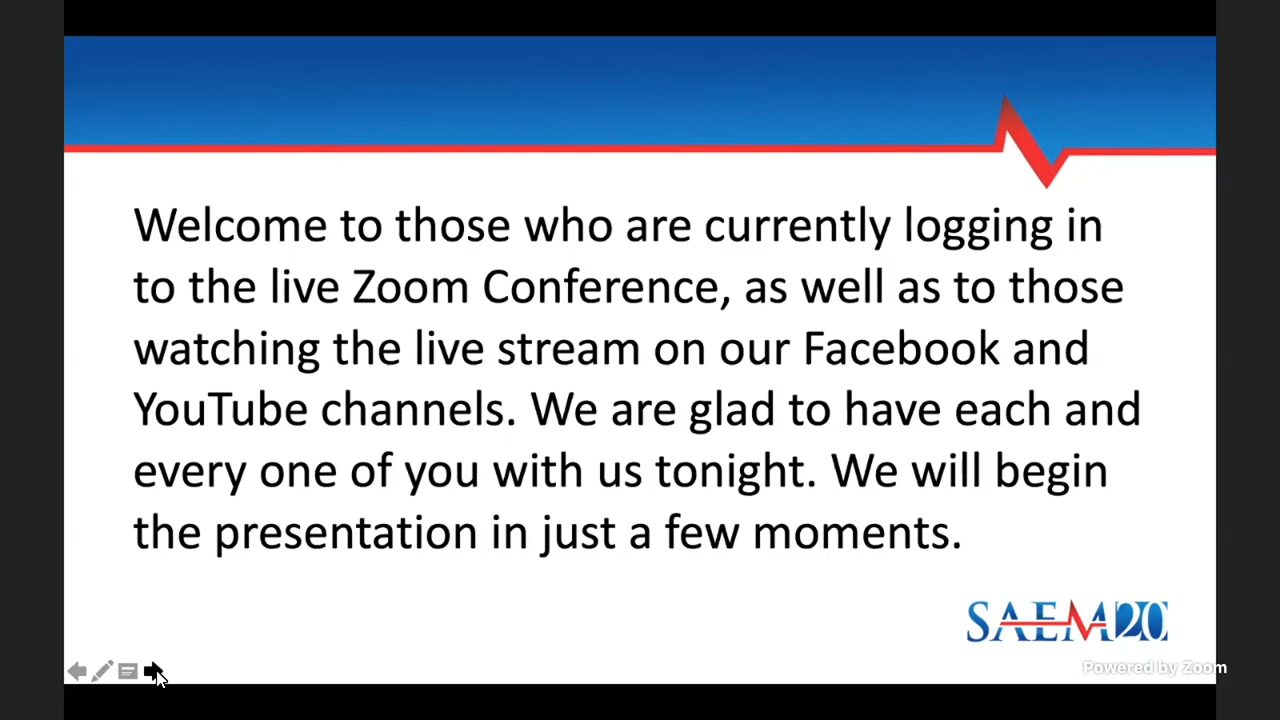 Welcome to those who are currently logging in
to the live Zoom Conference, as well as to those
watching the live stream on our Facebook and
YouTube channels. We are glad to have each and
every one of you with us tonight. We will begin
the presentation in just a few moments.
SAEM20
Powered by Zoom